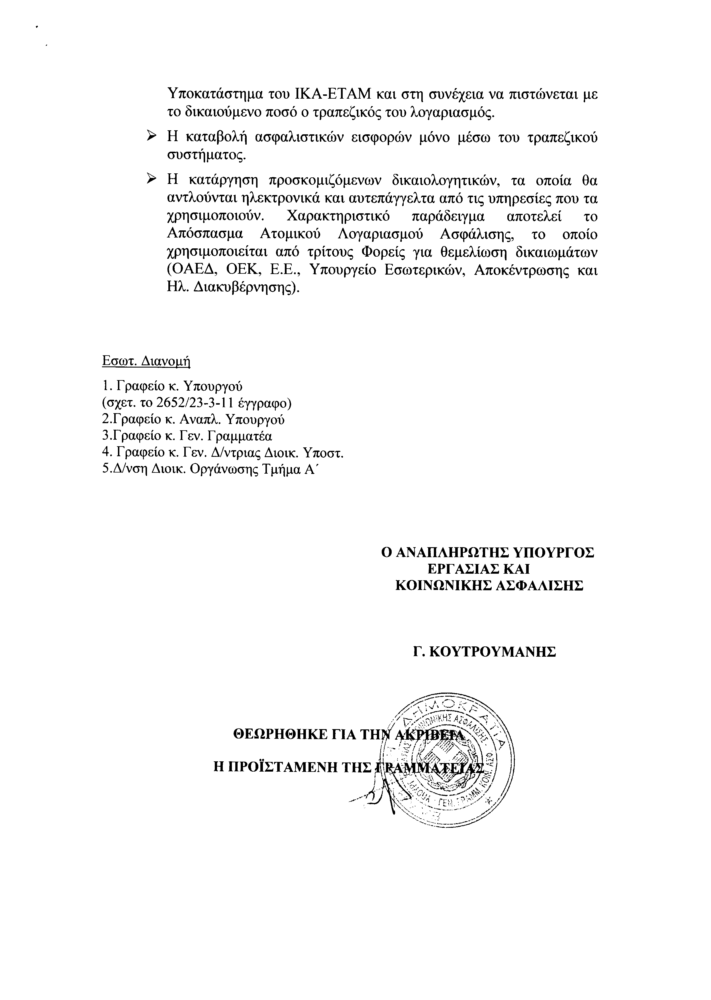 Υποκατάστημα του ΙΚΑ-ΕΤΑΜ και στη συνέχεια να πιστώνεται με
το δικαιούμενο ποσό ο τραπεζικός του λογαριασμός.
➢ Η καταβολή ασφαλιστικών εισφορών μόνο μέσω του τραπεζικού
συστήματος.
➢ Η κατάργηση προσκομιζόμενων δικαιολογητικών, τα οποία θα
αντλούνται ηλεκτρονικά και αυτεπάγγελτα από τις υπηρεσίες που τα
χρησιμοποιούν. Χαρακτηριστικό παράδειγμα αποτελεί το
Απόσπασμα Ατομικού Λογαριασμού Ασφάλισης, το οποίο
χρησιμοποιείται από τρίτους Φορείς για θεμελίωση δικαιωμάτων
(ΟΑΕΔ, ΟΕΚ, Ε.Ε., Υπουργείο Εσωτερικών, Αποκέντρωσης και
Ηλ. Διακυβέρνησης).
Εσωτ. Διανομή
1. Γραφείο κ. Υπουργού
(σχετ. το 2652/23-3-11 έγγραφο)
2.Γραφείο κ. Αναπλ. Υπουργού
3.Γραφείο κ. Γεν. Γραμματέα
4. Γραφείο κ. Γεν. Δ/ντριας Διοικ. Υποστ.
5.Δ/νση Διοικ. Οργάνωσης Τμήμα Α΄
Ο ΑΝΑΠΛΗΡΩΤΗΣ ΥΠΟΥΡΓΟΣ
ΕΡΓΑΣΙΑΣ ΚΑΙ
ΚΟΙΝΩΝΙΚΗΣ ΑΣΦΑΛΙΣΗΣ
Γ. ΚΟΥΤΡΟΥΜΑΝΗΣ
ΘΕΩΡΗΘΗΚΕ ΓΙΑ ΤΗΝ ΑΚΡΙΒΕΙΑ
Η ΠΡΟΪΣΤΑΜΕΝΗ ΤΗΣ ΓΡΑΜΜΑΤΕΙΑΣ
ΔΗΜΟΚΡΑΤΙΑ
ΚΟΙΝΩΝΙΚΗΣ ΑΣΦΑΛΙΣΗΣ
ΓΕΝ. ΓΡΑΜΜ. ΚΟΙΝ. ΑΣΦ